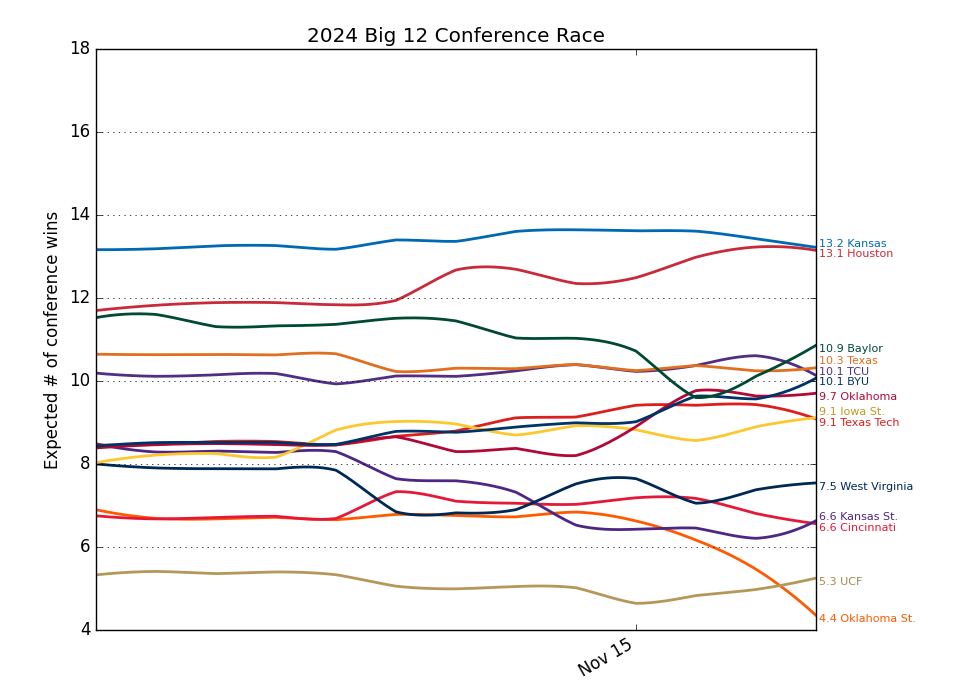 2024 Big 12 Conference Race
Expected # of conference wins
18
16
14
12
10
8
6
4
13.2 Kansas
13.1 Houston
10.9 Baylor
10.3 Texas
10.1 TCU
10.1 BYU
9.7 Oklahoma
9.1 Iowa St.
9.1 Texas Tech
7.5 West Virginia
6.6 Kansas St.
6.6 Cincinnati
5.3 UCF
4.4 Oklahoma St.
Nov 15